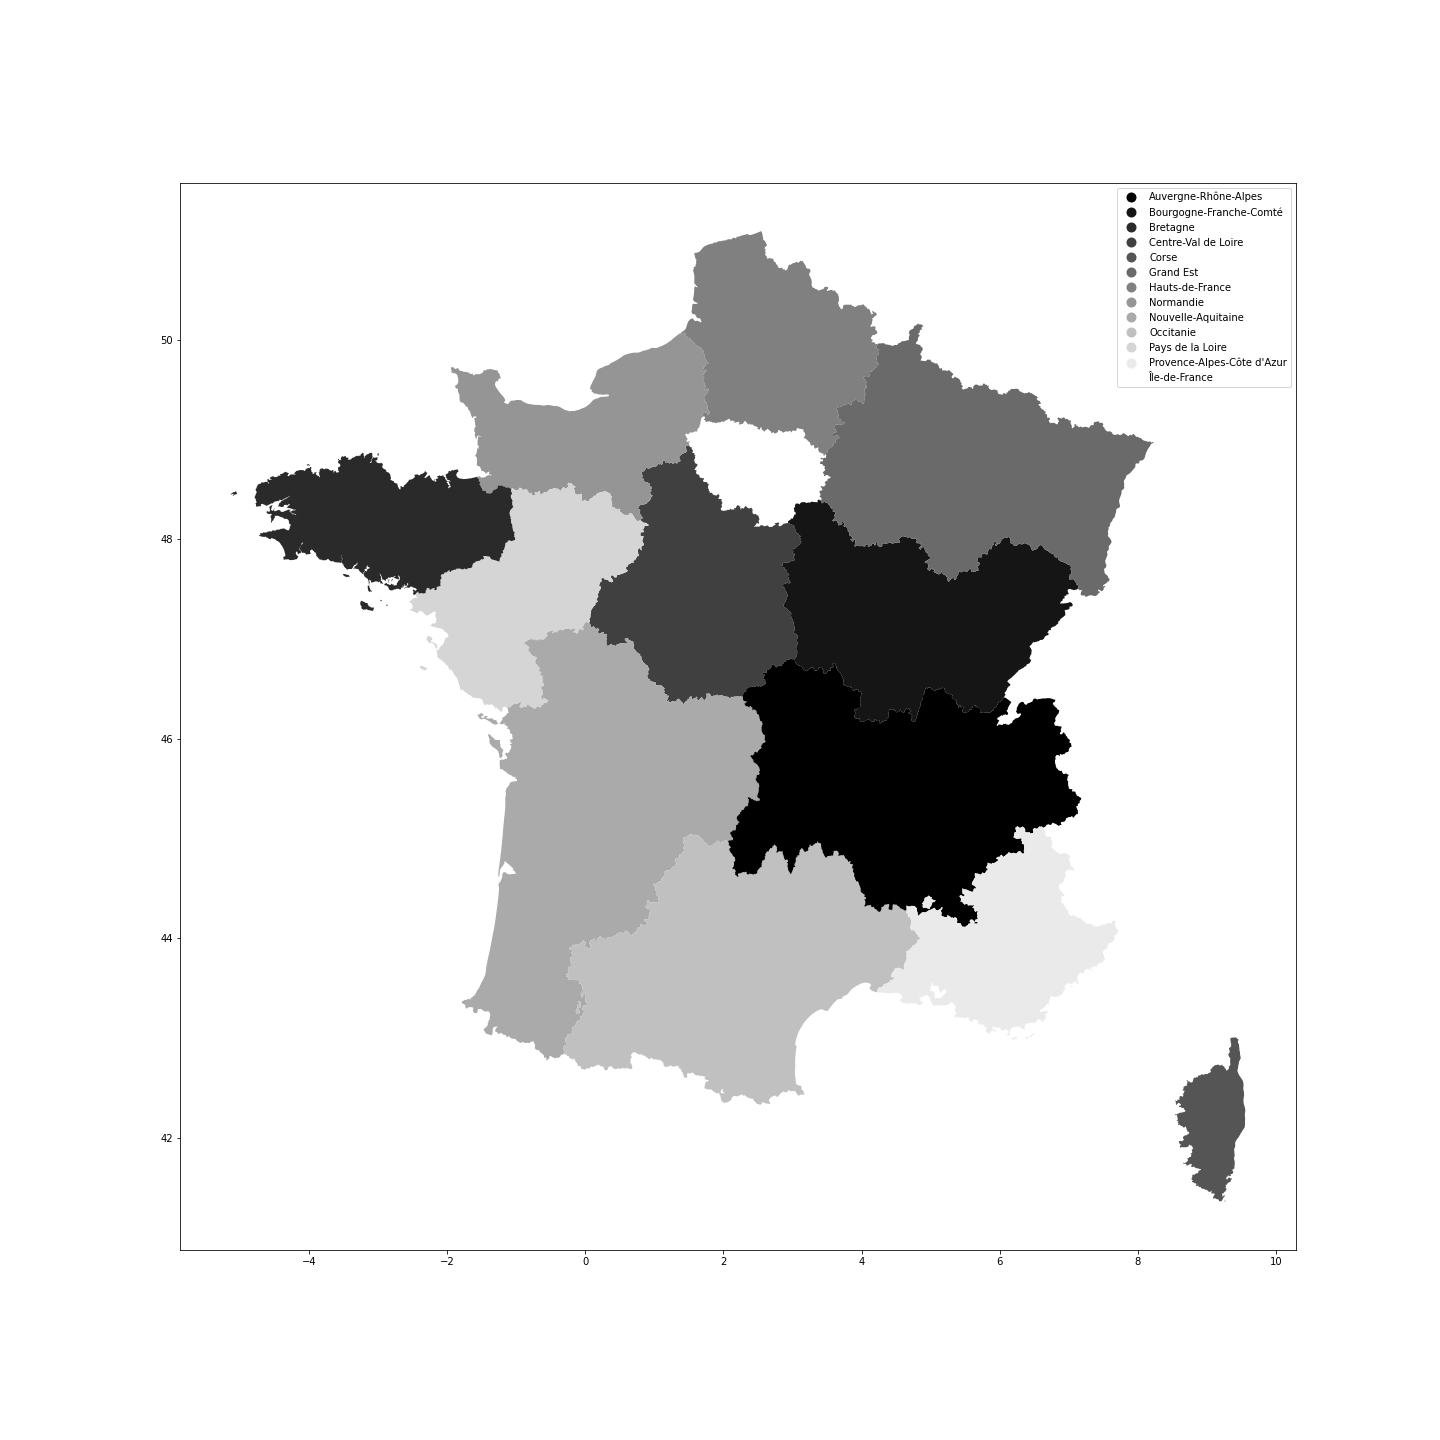 Auvergne-Rhône-Alpes
Bourgogne-Franche-Comté
Bretagne
Centre-Val de Loire
Corse
Grand Est
Hauts-de-France
Normandie
Nouvelle-Aquitaine
Occitanie
Pays de la Loire
Provence-Alpes-Côte d'Azur
Île-de-France
50
48
46
44
42
−4 −2 0 2 4 6 8 10